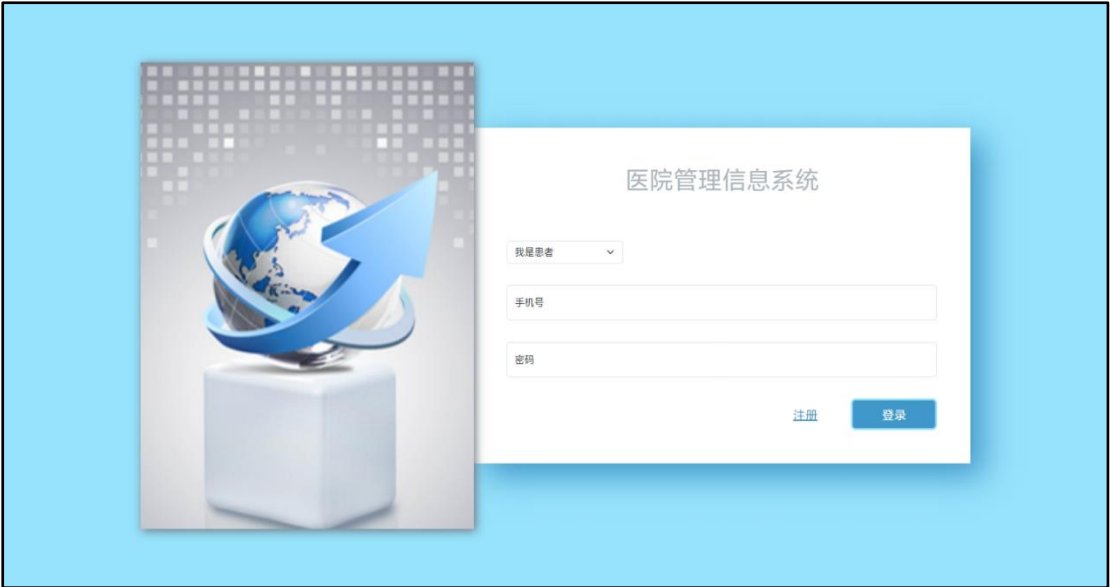 医院管理信息系统
我是患者
手机号
密码
注册 登录